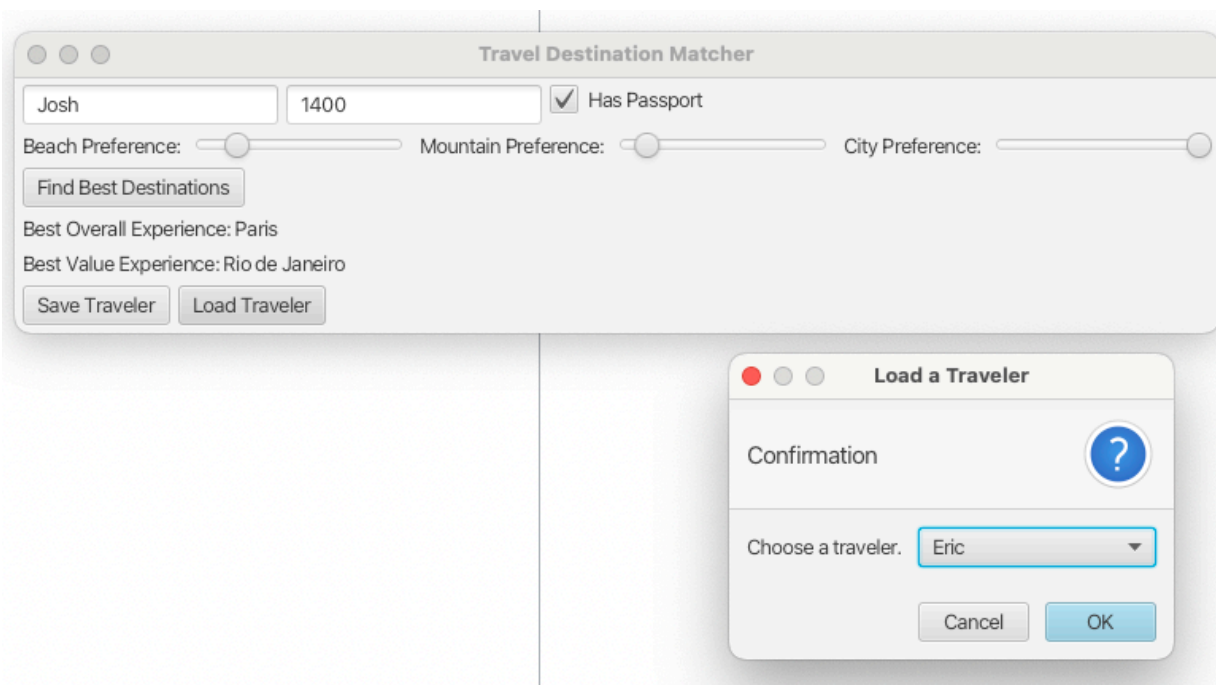 Travel Destination Matcher
Josh 1400 Has Passport
Beach Preference: Mountain Preference: City Preference:
Find Best Destinations
Best Overall Experience: Paris
Best Value Experience: Rio de Janeiro
Save Traveler Load Traveler
Load a Traveler
Confirmation ?
Choose a traveler. Eric
Cancel OK